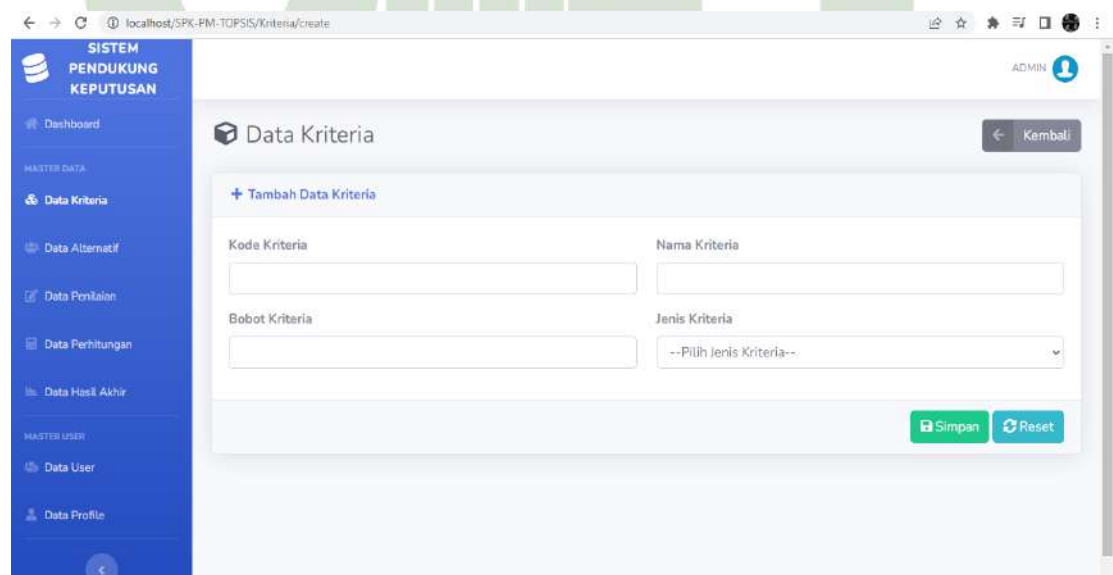 localhost/SPK-PM-TOPSIS/Kriteria/create
SISTEM
PENDUKUNG
KEPUTUSAN
ADMIN
Dashboard
Data Kriteria
Kembali
MASTER DATA
Data Kriteria
+ Tambah Data Kriteria
Data Alternatif
Kode Kriteria
Nama Kriteria
Data Penilaian
Bobot Kriteria
Jenis Kriteria
Data Perhitungan
--Pilih Jenis Kriteria--
Data Hasil Akhir
Simpan
Reset
MASTER USER
Data User
Data Profile